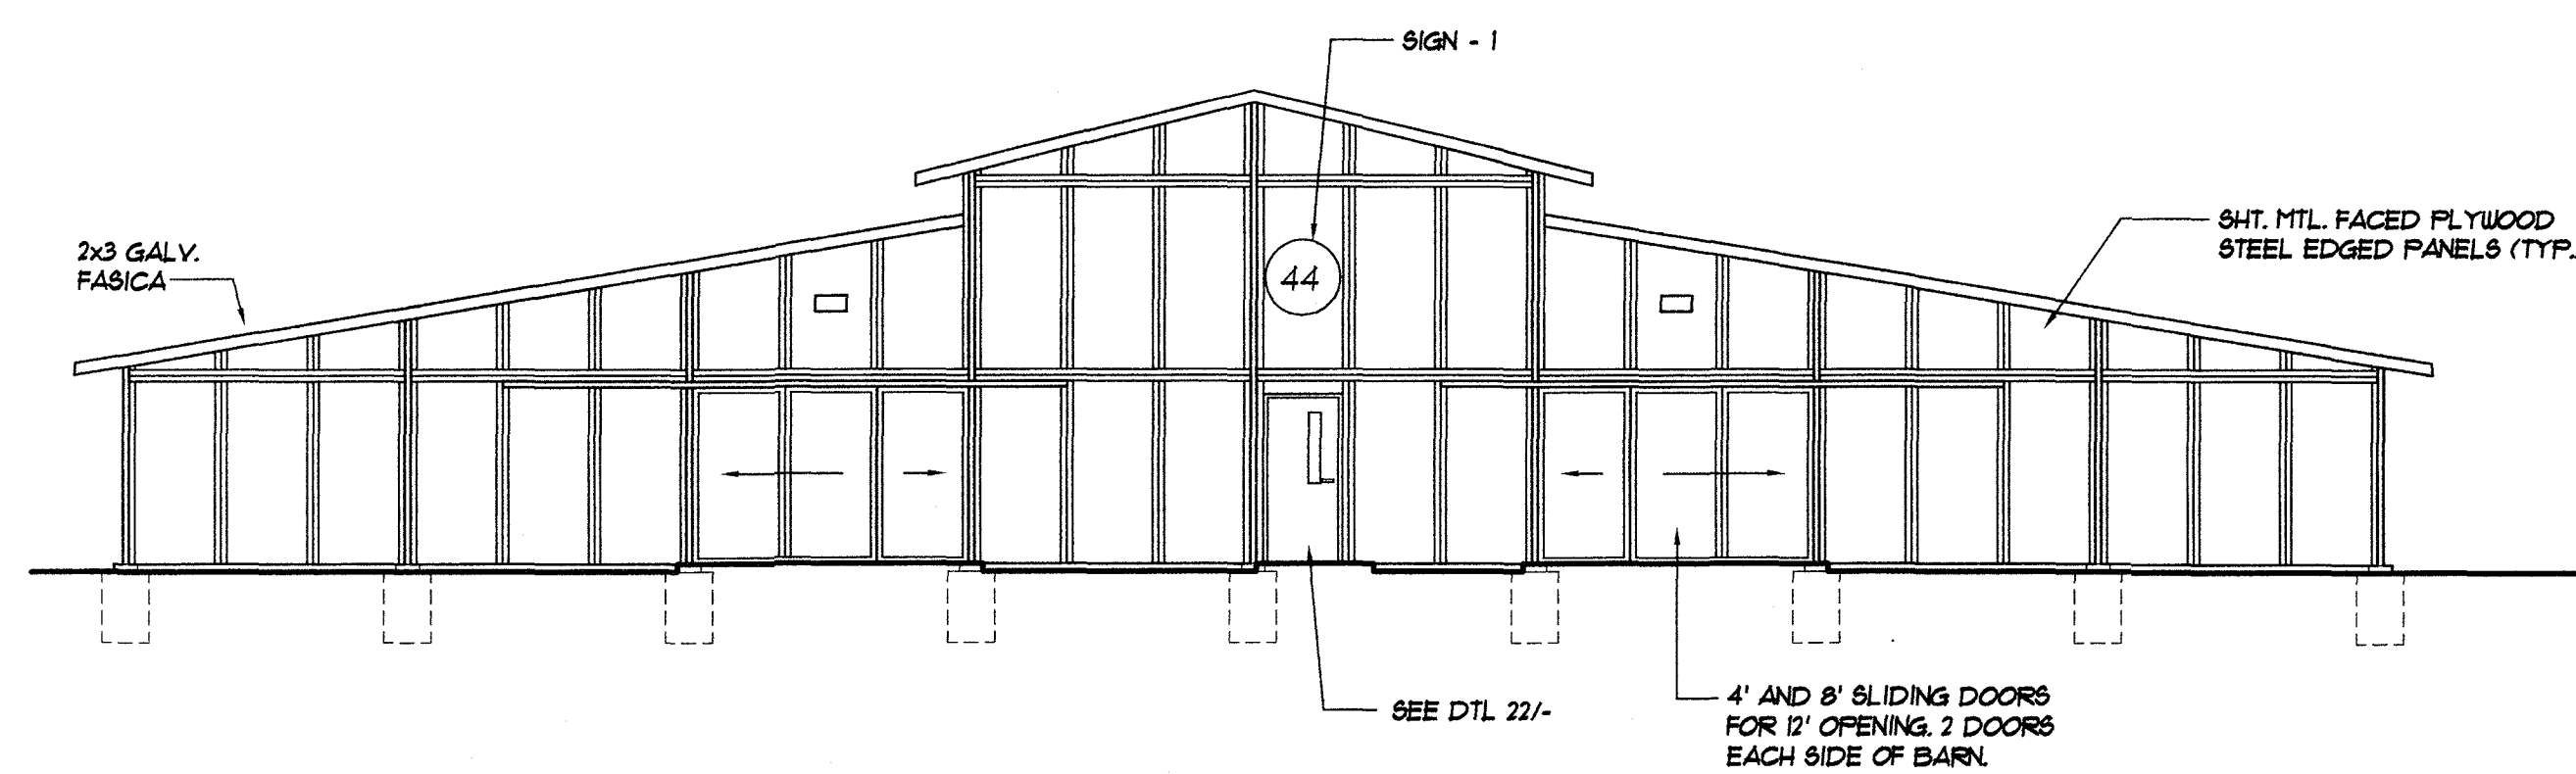 SIGN - 1
2x3 GALV.
FASICA
SHT. MTL. FACED PLYWOOD
STEEL EDGED PANELS (TYP.
44
SEE DTL 22/-
4' AND 8' SLIDING DOORS
FOR 12' OPENING. 2 DOORS
EACH SIDE OF BARN.